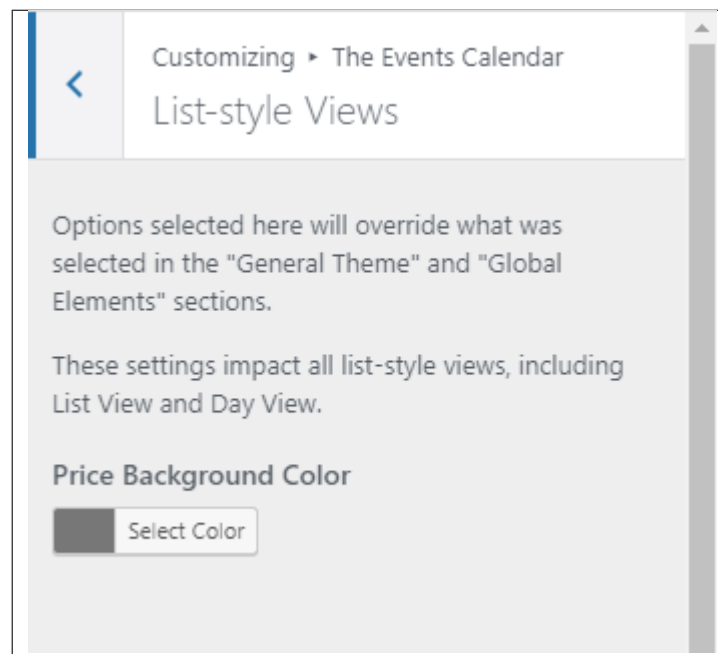 Customizing ▸ The Events Calendar
List-style Views
Options selected here will override what was
selected in the "General Theme" and "Global
Elements" sections.
These settings impact all list-style views, including
List View and Day View.
Price Background Color
Select Color